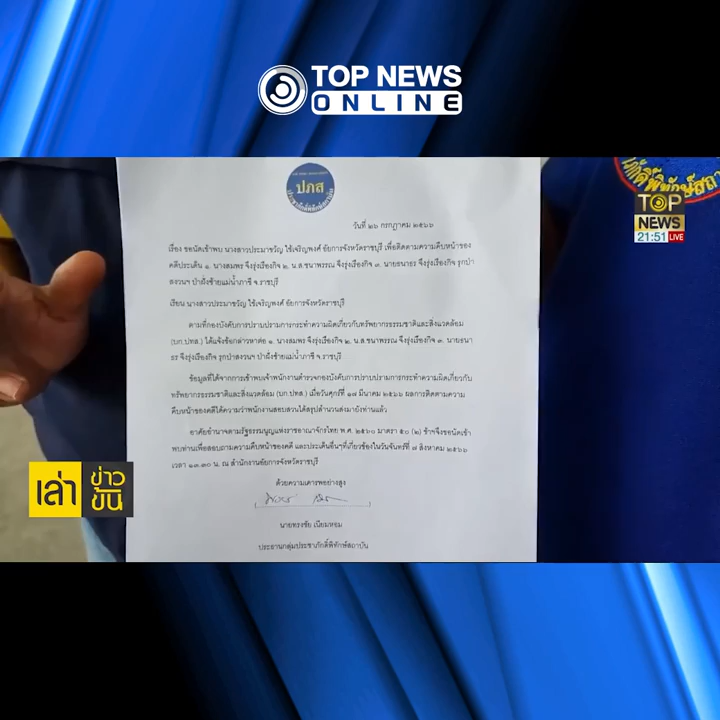 TOP NEWS
ONLINE
ปภส
TOP
NEWS
21:51 LIVE
วันที่ ๒๖ กรกฎาคม ๒๕๖๖
เรื่อง ขอนัดเข้าพบ นางสาวประมาขวัญ ใช้เจริญพงศ์ อัยการจังหวัดราชบุรี เพื่อติดตามความคืบหน้าของ
คดีประเด็น ๑. นางสมพร จึงรุ่งเรืองกิจ ๒. น.ส.ชนาพรรณ จึงรุ่งเรืองกิจ ๓. นายธนาธร จึงรุ่งเรืองกิจ รุกป่า
สงวนฯ ป่าฝั่งซ้ายแม่น้ำภาชี จ.ราชบุรี
เรียน นางสาวประมาขวัญ ใช้เจริญพงศ์ อัยการจังหวัดราชบุรี
ตามที่กองบังคับการปราบปรามการกระทำความผิดเกี่ยวกับทรัพยากรธรรมชาติและสิ่งแวดล้อม
(บก.ปทส.) ได้แจ้งข้อกล่าวหาต่อ ๑. นางสมพร จึงรุ่งเรืองกิจ ๒. น.ส.ชนาพรรณ จึงรุ่งเรืองกิจ ๓. นายธนา
ธร จึงรุ่งเรืองกิจ รุกป่าสงวนฯ ป่าฝั่งซ้ายแม่น้ำภาชี จ.ราชบุรี
ข้อมูลที่ได้จากการเข้าพบเจ้าพนักงานตำรวจกองบังคับการปราบปรามการกระทำความผิดเกี่ยวกับ
ทรัพยากรธรรมชาติและสิ่งแวดล้อม (บก.ปทส.) เมื่อวันศุกร์ที่ ๑๗ มีนาคม ๒๕๖๖ ผลการติดตามความ
คืบหน้าของคดีได้ความว่าพนักงานสอบสวนได้สรุปสำนวนส่งมายังท่านแล้ว
อาศัยอำนาจตามรัฐธรรมนูญแห่งราชอาณาจักรไทย พ.ศ. ๒๕๖๐ มาตรา ๕๐ (๒) ข้าฯจึงขอนัดเข้า
พบท่านเพื่อสอบถามความคืบหน้าของคดี และประเด็นอื่นๆที่เกี่ยวข้องในวันจันทร์ที่ ๗ สิงหาคม ๒๕๖๖
เวลา ๑๓.๓๐ น. ณ สำนักงานอัยการจังหวัดราชบุรี
ด้วยความเคารพอย่างสูง
นายทรงชัย เนียมหอม
ประธานกลุ่มประชาภักดิ์พิทักษ์สถาบัน
เล่า
ข่าว
ข้น